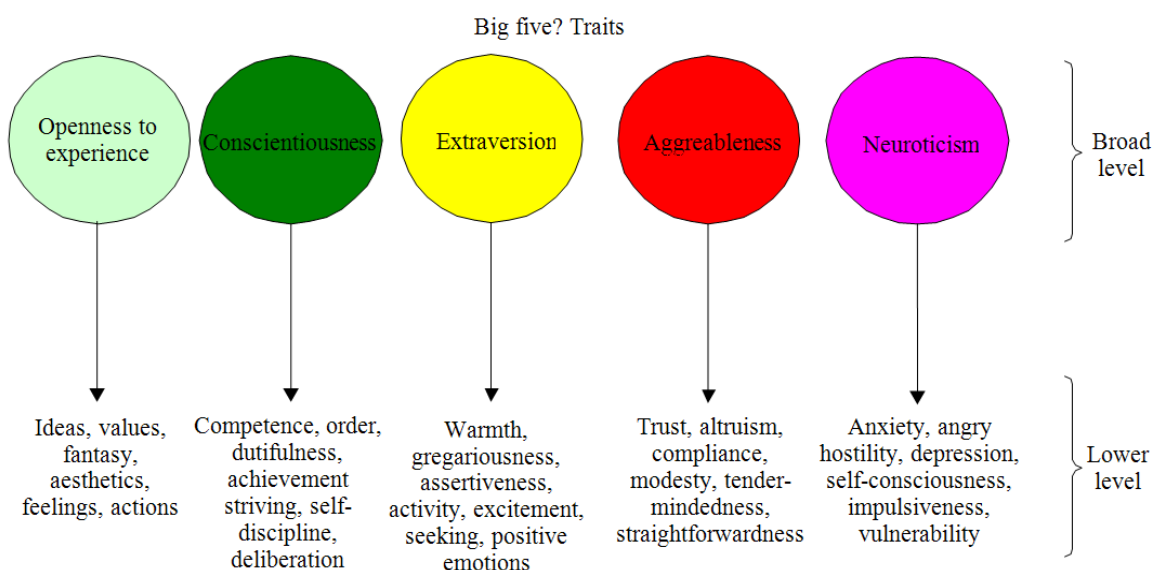 Big five? Traits
Openness to
experience
Conscientiousness
Extraversion
Aggreableness
Neuroticism
Broad
level
Ideas, values,
fantasy,
aesthetics,
feelings, actions
Competence, order,
dutifulness,
achievement
striving, self-
discipline,
deliberation
Warmth,
gregariousness,
assertiveness,
activity, excitement,
seeking, positive
emotions
Trust, altruism,
compliance,
modesty, tender-
mindedness,
straightforwardness
Anxiety, angry
hostility, depression,
self-consciousness,
impulsiveness,
vulnerability
Lower
level